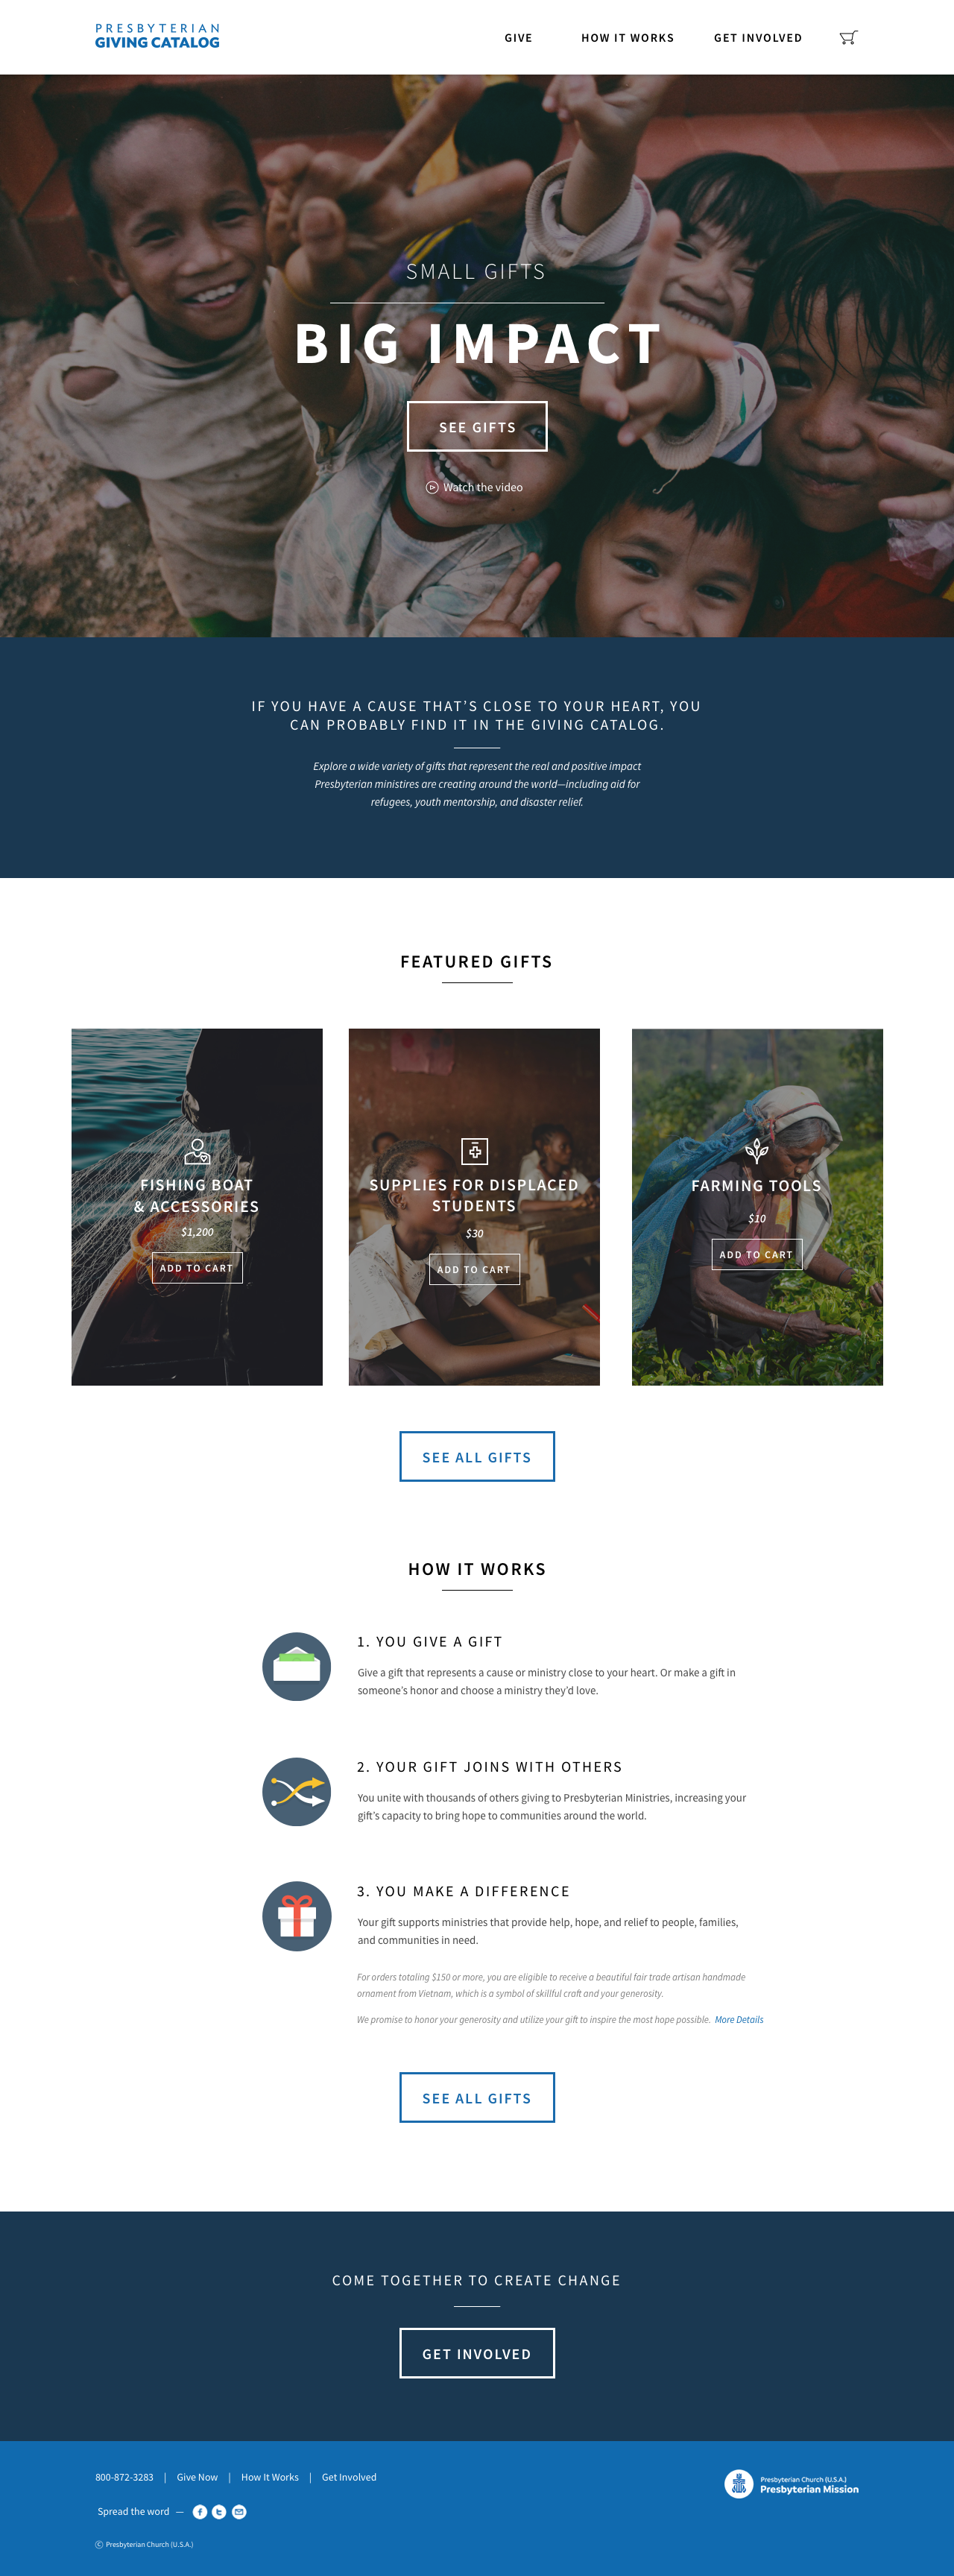 PRESBYTERIAN
GIVING CATALOG
GIVE
HOW IT WORKS
GET INVOLVED
SMALL GIFTS
BIG IMPACT
SEE GIFTS
Watch the video
IF YOU HAVE A CAUSE THAT'S CLOSE TO YOUR HEART, YOU
CAN PROBABLY FIND IT IN THE GIVING CATALOG.
Explore a wide variety of gifts that represent the real and positive impact
Presbyterian ministires are creating around the world—including aid for
refugees, youth mentorship, and disaster relief.
FEATURED GIFTS
FISHING BOAT
& ACCESSORIES
$1,200
ADD TO CART
SUPPLIES FOR DISPLACED
STUDENTS
$30
ADD TO CART
FARMING TOOLS
$10
ADD TO CART
SEE ALL GIFTS
HOW IT WORKS
1. YOU GIVE A GIFT
Give a gift that represents a cause or ministry close to your heart. Or make a gift in
someone's honor and choose a ministry they'd love.
2. YOUR GIFT JOINS WITH OTHERS
You unite with thousands of others giving to Presbyterian Ministries, increasing your
gift's capacity to bring hope to communities around the world.
3. YOU MAKE A DIFFERENCE
Your gift supports ministries that provide help, hope, and relief to people, families,
and communities in need.
For orders totaling $150 or more, you are eligible to receive a beautiful fair trade artisan handmade
ornament from Vietnam, which is a symbol of skillful craft and your generosity.
We promise to honor your generosity and utilize your gift to inspire the most hope possible. More Details
SEE ALL GIFTS
COME TOGETHER TO CREATE CHANGE
GET INVOLVED
800-872-3283 | Give Now | How It Works | Get Involved
Presbyterian Church (U.S.A.)
Presbyterian Mission
Spread the word —
© Presbyterian Church (U.S.A.)